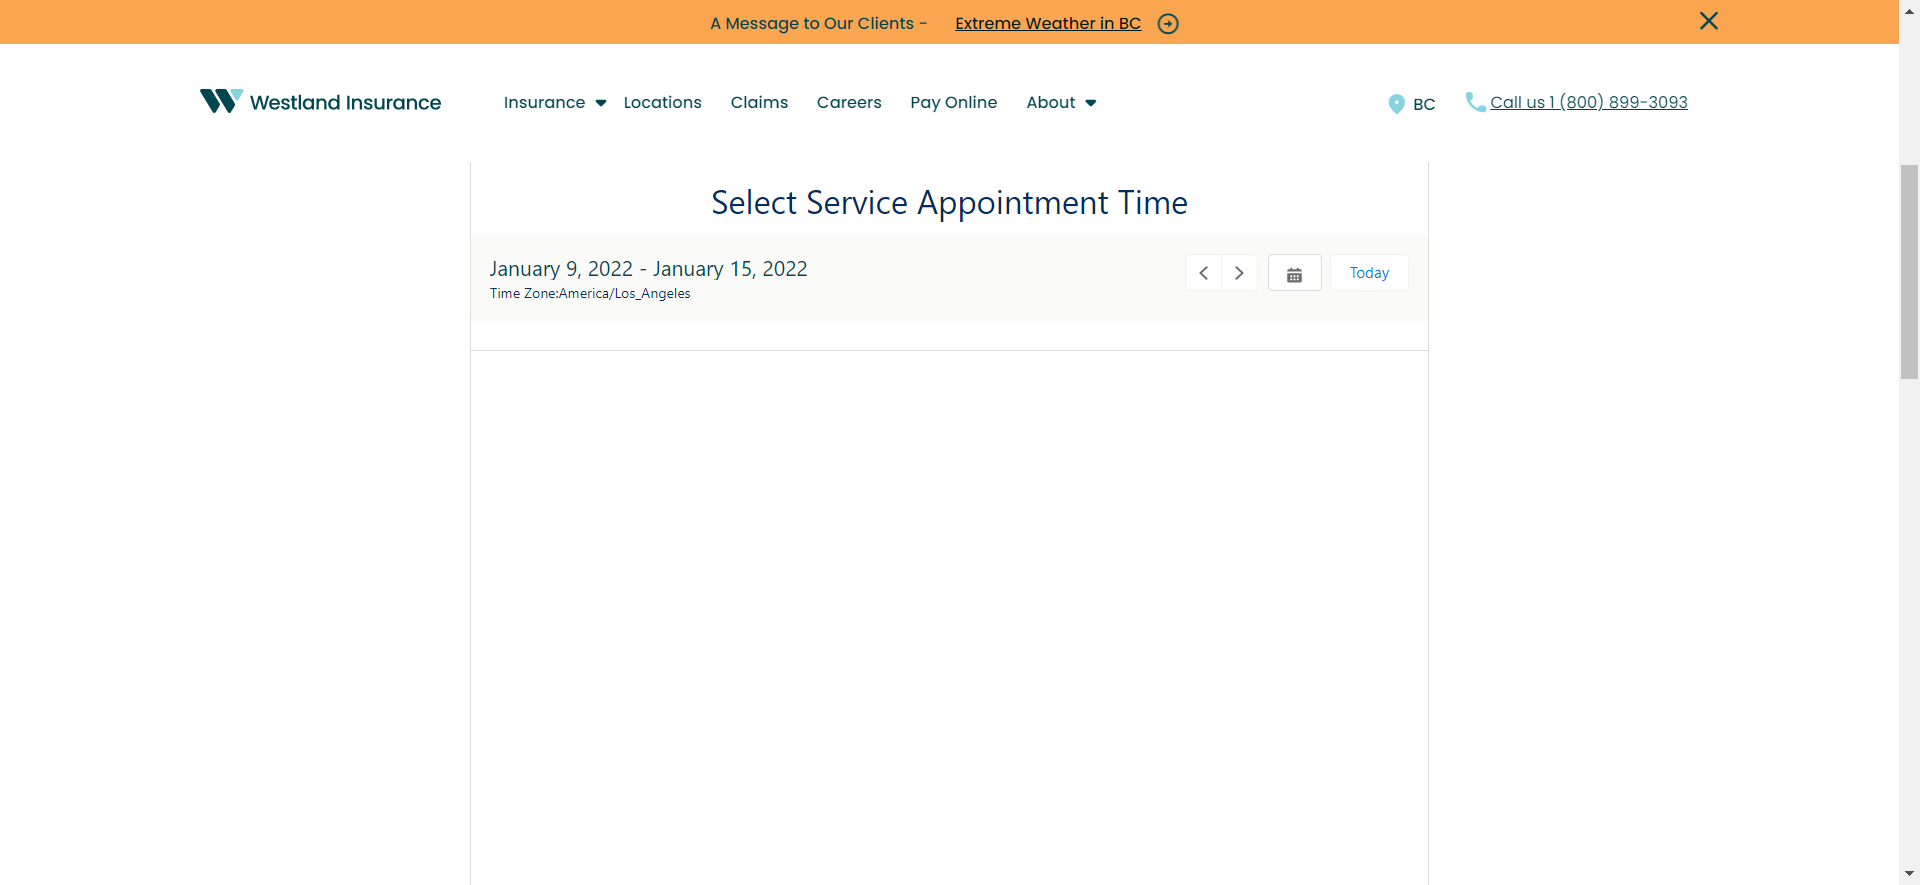 A Message to Our Clients - Extreme Weather in BC
Westland Insurance
Insurance Locations Claims Careers Pay Online About
BC
Call us 1 (800) 899-3093
Select Service Appointment Time
January 9, 2022 - January 15, 2022
Time Zone:America/Los_Angeles
Today